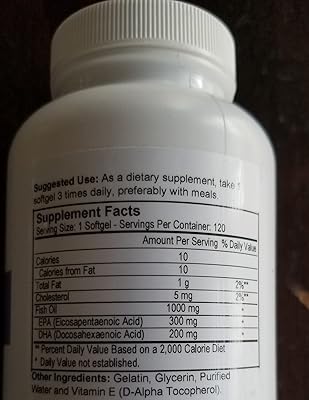 Suggested Use: As a dietary supplement, take 1
softgel 3 times daily, preferably with meals.
Supplement Facts
Serving Size: 1 Softgel - Servings Per Container: 120
Amount Per Serving % Daily Value
Calories 10
Calories from Fat 10
Total Fat 1 g 2%**
Cholesterol 5 mg 2%**
Fish Oil 1000 mg *
EPA (Eicosapentaenoic Acid) 300 mg *
DHA (Docosahexaenoic Acid) 200 mg *
** Percent Daily Value Based on a 2,000 Calorie Diet
* Daily Value not established.
Other Ingredients: Gelatin, Glycerin, Purified
Water and Vitamin E (D-Alpha Tocopherol).